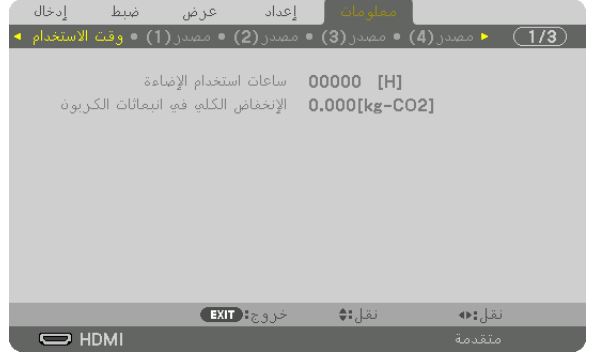 إدخال ضبط عرض إعداد معلومات
◄ وقت الاستخدام • مصدر(1) • مصدر(2) • مصدر(3) • مصدر(4) ► 1/3
ساعات استخدام الإضاءة 00000 [H]
الإنخفاض الكلي في انبعاثات الكربون 0.000[kg-CO2]
EXIT:خروج نقل: نقل:
HDMI متقدمة